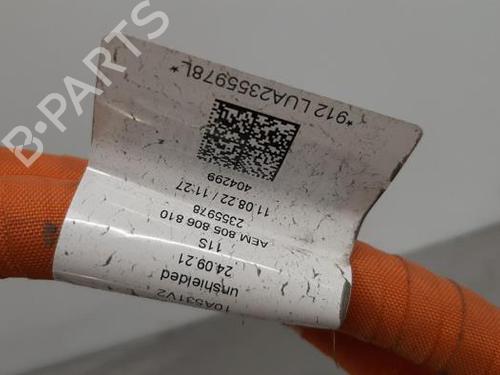 10A531V2
unshielded
24.09.21
11S
AEM 805 806 810
2355978
11.08.22 / 11:27
404299
*912 LUA23555978L*
B-PARTS